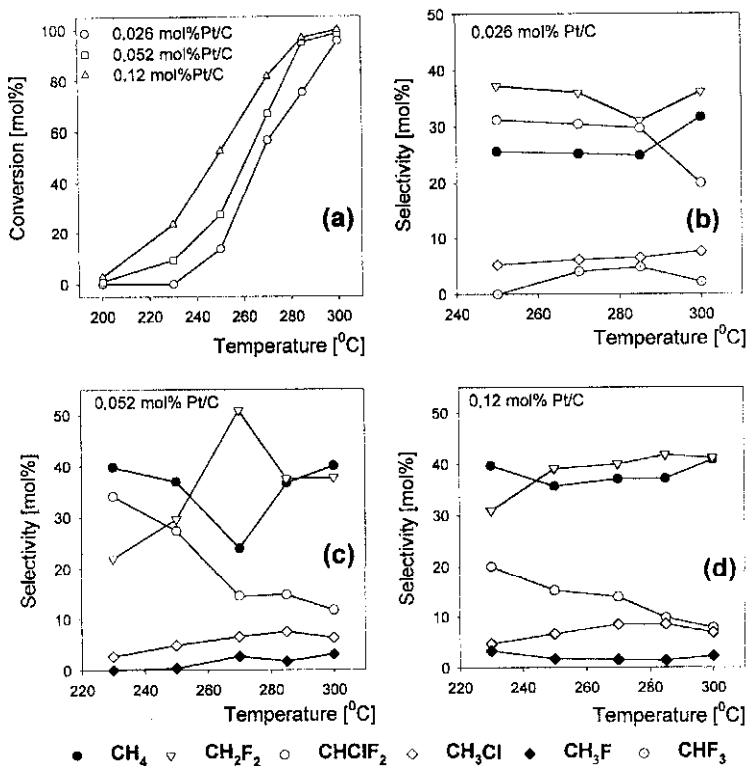 (a)
Conversion [mol%]
100
80
60
40
20
0
0,026 mol%Pt/C
0,052 mol%Pt/C
0,12 mol%Pt/C
200 220 240 260 280 300
Temperature [⁰C]
(b)
0,026 mol% Pt/C
Selectivity [mol%]
50
40
30
20
10
0
240 260 280 300
Temperature [⁰C]
(c)
0,052 mol% Pt/C
Selectivity [mol%]
50
40
30
20
10
0
220 240 260 280 300
Temperature [⁰C]
(d)
0,12 mol% Pt/C
Selectivity [mol%]
50
40
30
20
10
0
220 240 260 280 300
Temperature [⁰C]
CH₄ CH₂F₂ CHClF₂ CH₃Cl CH₃F CHF₃